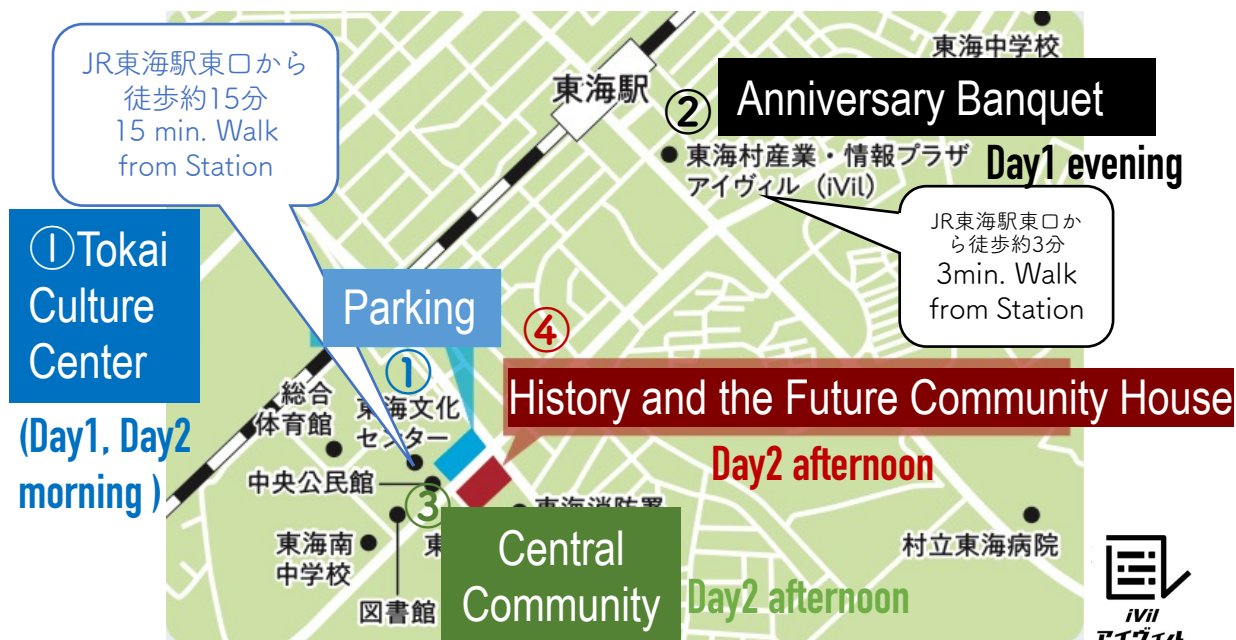 JR東海駅東口から
徒歩約15分
15 min. Walk
from Station
東海中学校
東海駅
② Anniversary Banquet
東海村産業・情報プラザ
アイヴィル（iVil）
Day1 evening
JR東海駅東口か
ら徒歩約3分
3min. Walk
from Station
①Tokai
Culture
Center
(Day1, Day2
morning )
Parking
④
History and the Future Community House
Day2 afternoon
①
総合
体育館
東海文化
センター
中央公民館
③
東海消防署
東海南
中学校
東
図書館
Central
Community
Day2 afternoon
村立東海病院
iVil
アイヴィル